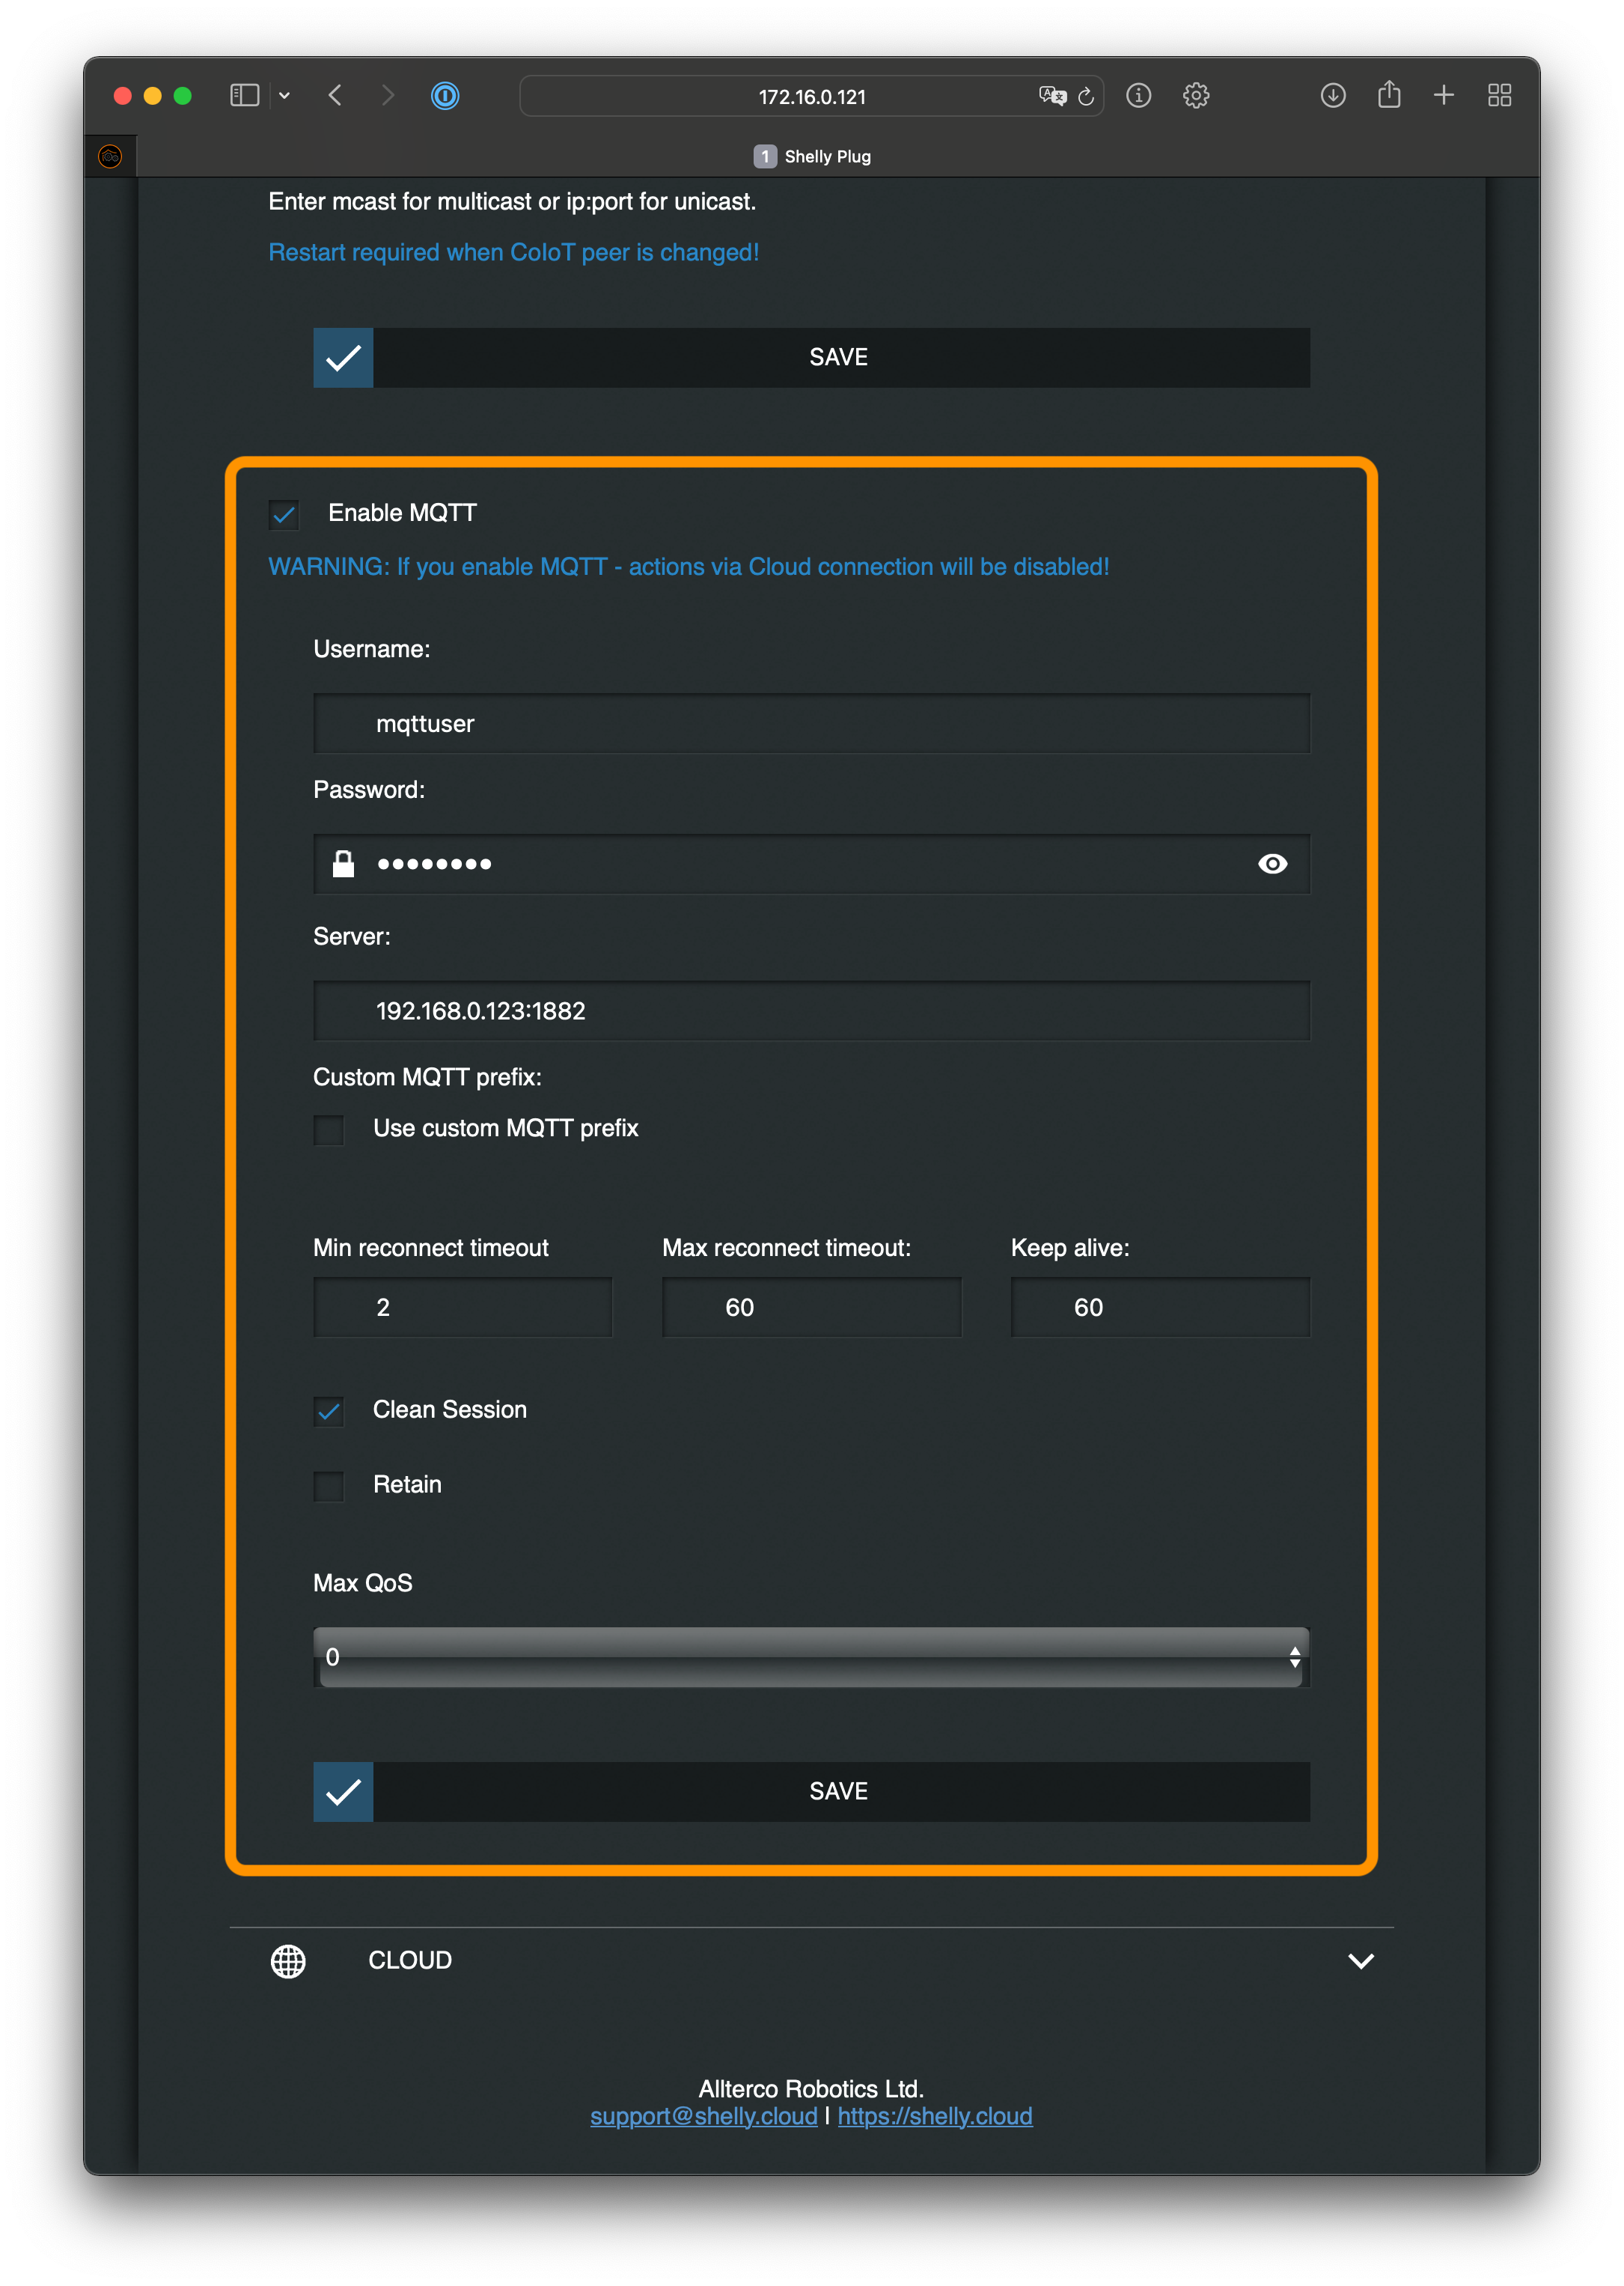 172.16.0.121
1 Shelly Plug
Enter mcast for multicast or ip:port for unicast.
Restart required when CoIoT peer is changed!
SAVE
Enable MQTT
WARNING: If you enable MQTT - actions via Cloud connection will be disabled!
Username:
mqttuser
Password:
••••••••
Server:
192.168.0.123:1882
Custom MQTT prefix:
Use custom MQTT prefix
Min reconnect timeout Max reconnect timeout: Keep alive:
2 60 60
Clean Session
Retain
Max QoS
0
SAVE
CLOUD
Allterco Robotics Ltd.
support@shelly.cloud | https://shelly.cloud